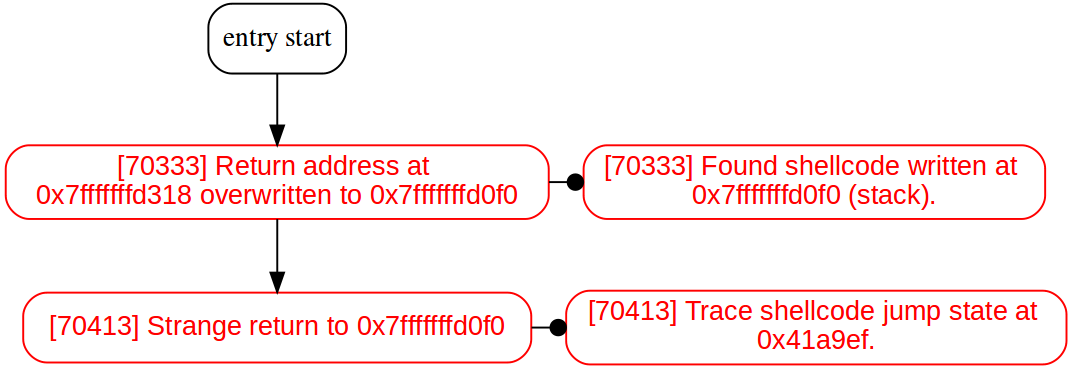 entry start
[70333] Return address at
0x7fffffffd318 overwritten to 0x7fffffffd0f0
[70333] Found shellcode written at
0x7fffffffd0f0 (stack).
[70413] Strange return to 0x7fffffffd0f0
[70413] Trace shellcode jump state at
0x41a9ef.